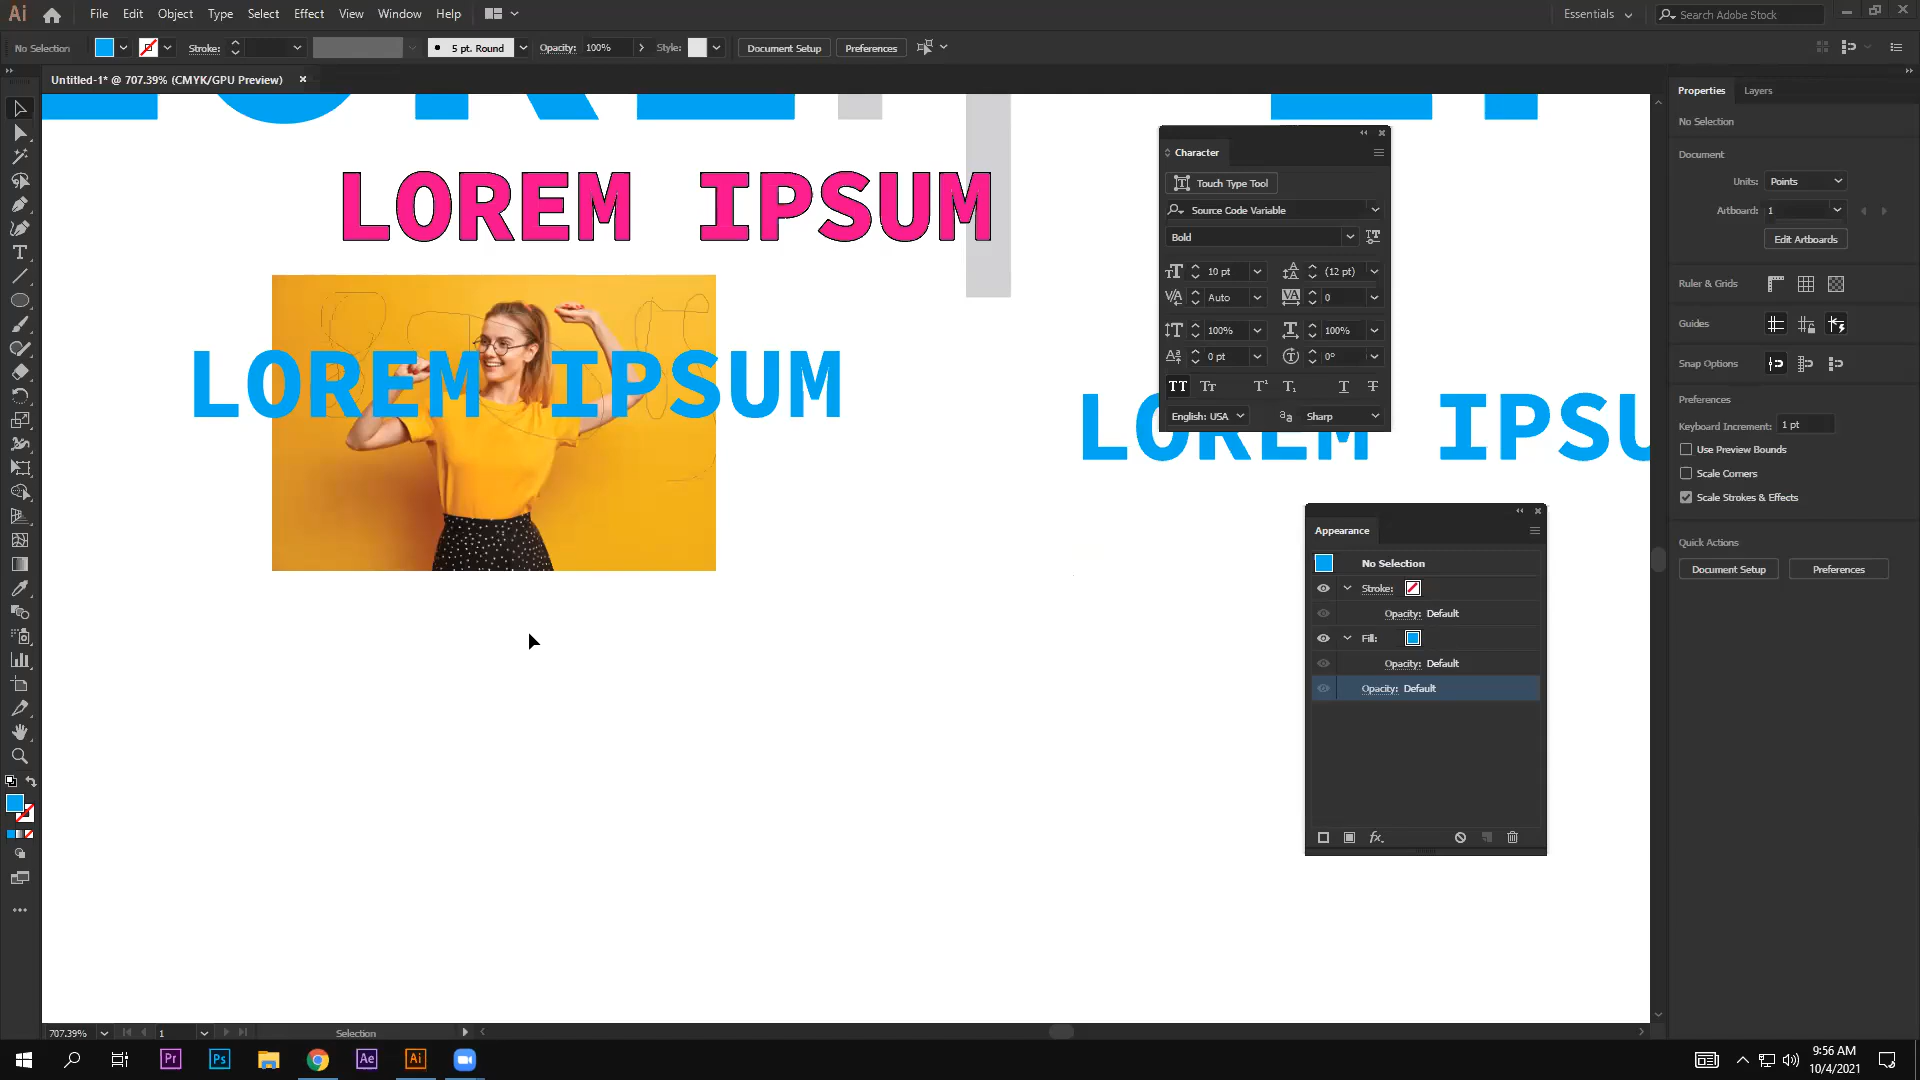 Ai File Edit Object Type Select Effect View Window Help Essentials Search Adobe Stock
No Selection Stroke: 5 pt. Round Opacity: 100% Style: Document Setup Preferences
Untitled-1* @ 707.39% (CMYK/GPU Preview)
LOREM IPSUM
LOREM IPSUM
LOREM IPSU
Character
Touch Type Tool
Source Code Variable
Bold
10 pt (12 pt)
Auto 0
100% 100%
0 pt 0°
English: USA Sharp
Appearance
No Selection
Stroke:
Opacity: Default
Fill:
Opacity: Default
Opacity: Default
Properties Layers
No Selection
Document
Units: Points
Artboard: 1
Edit Artboards
Ruler & Grids
Guides
Snap Options
Preferences
Keyboard Increment: 1 pt
Use Preview Bounds
Scale Corners
Scale Strokes & Effects
Quick Actions
Document Setup Preferences
707.39% 1 Selection
Pr Ps Ae Ai
9:56 AM
10/4/2021